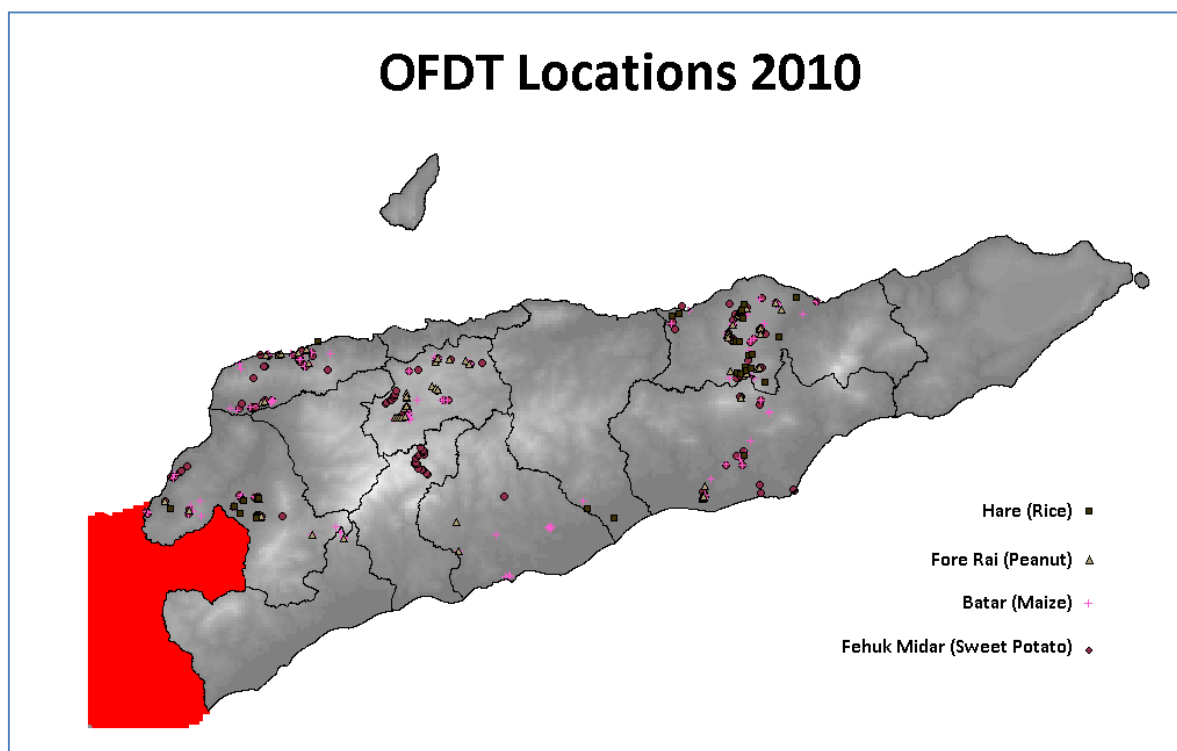 OFDT Locations 2010
Hare (Rice)
Fore Rai (Peanut)
Batar (Maize)
Fehuk Midar (Sweet Potato)